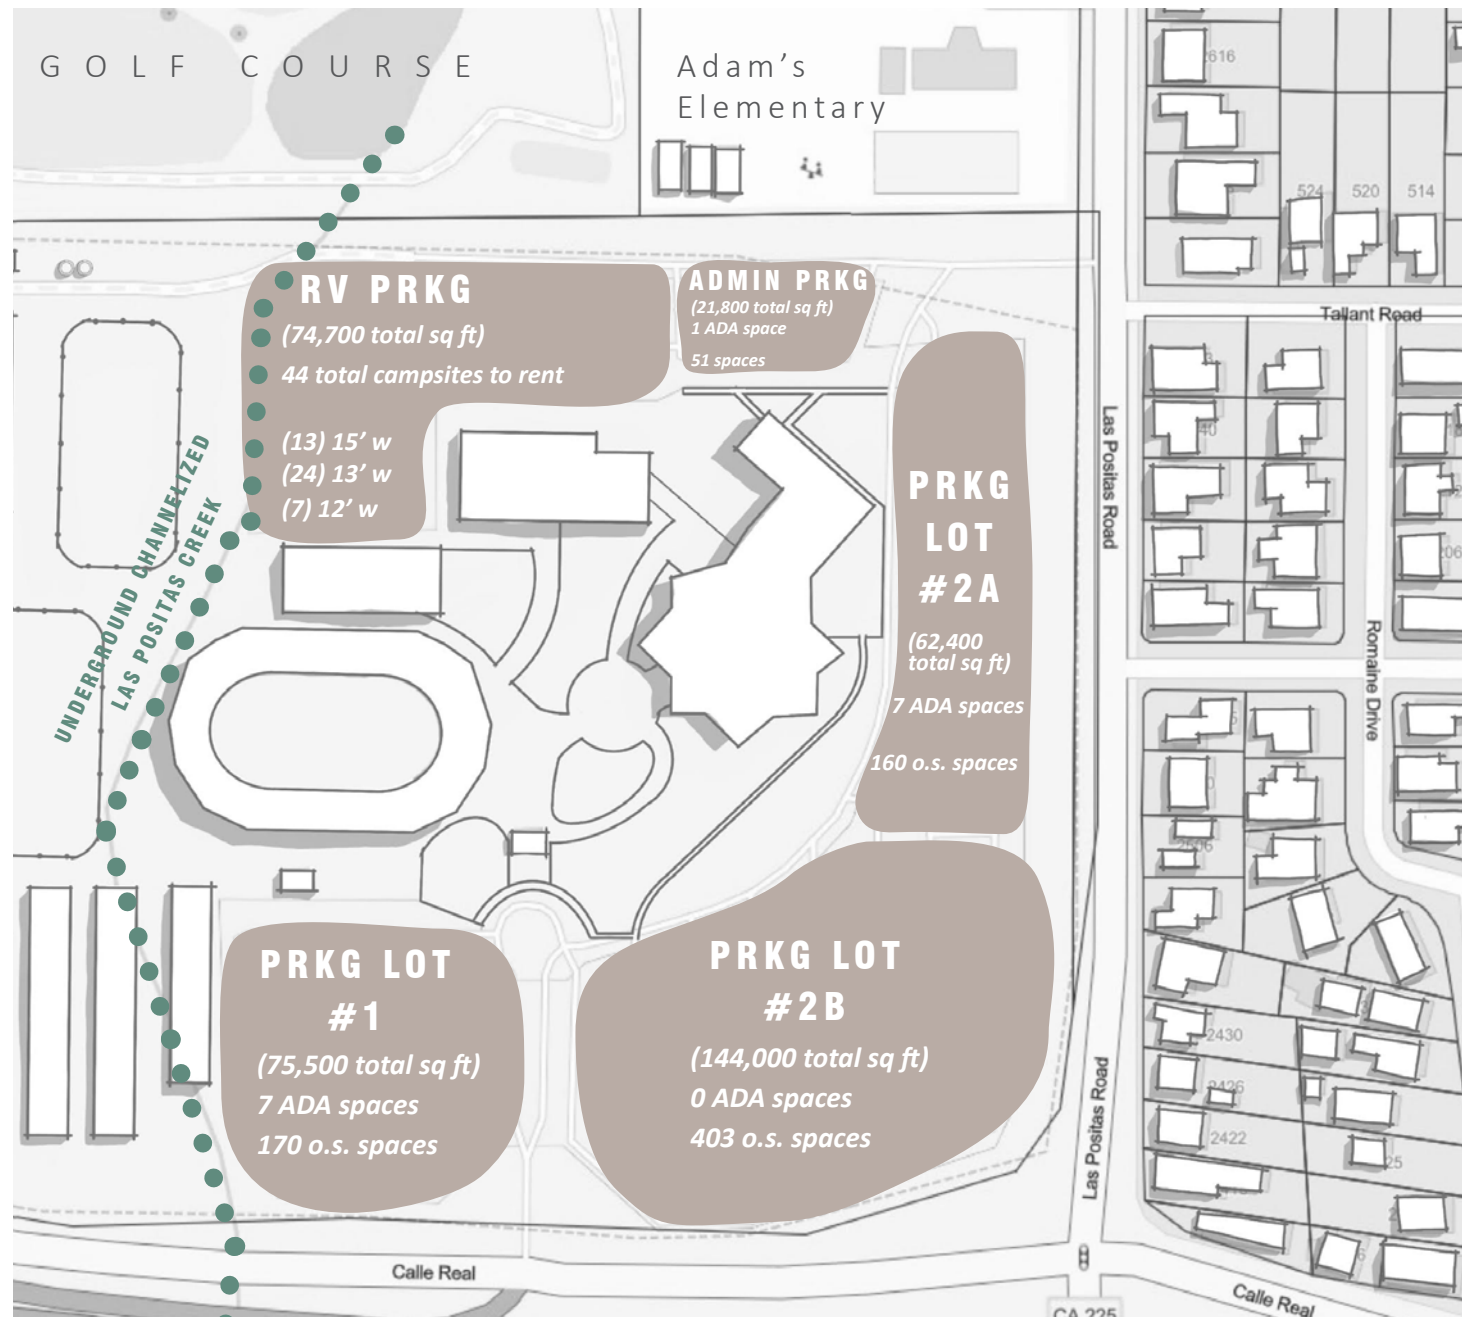 GOLF COURSE
Adam's
Elementary
2616
524
520
514
RV PRKG
(74,700 total sq ft)
44 total campsites to rent
(13) 15' w
(24) 13' w
(7) 12' w
ADMIN PRKG
(21,800 total sq ft)
1 ADA space
51 spaces
Tallant Road
Las Positas Road
PRKG
LOT
#2A
(62,400
total sq ft)
7 ADA spaces
160 o.s. spaces
Romaine Drive
UNDERGROUND CHANNELIZED
LAS POSITAS CREEK
PRKG LOT
#1
(75,500 total sq ft)
7 ADA spaces
170 o.s. spaces
PRKG LOT
#2B
(144,000 total sq ft)
0 ADA spaces
403 o.s. spaces
2506
2430
2426
2422
Las Positas Road
Calle Real
Calle Real
CA 225